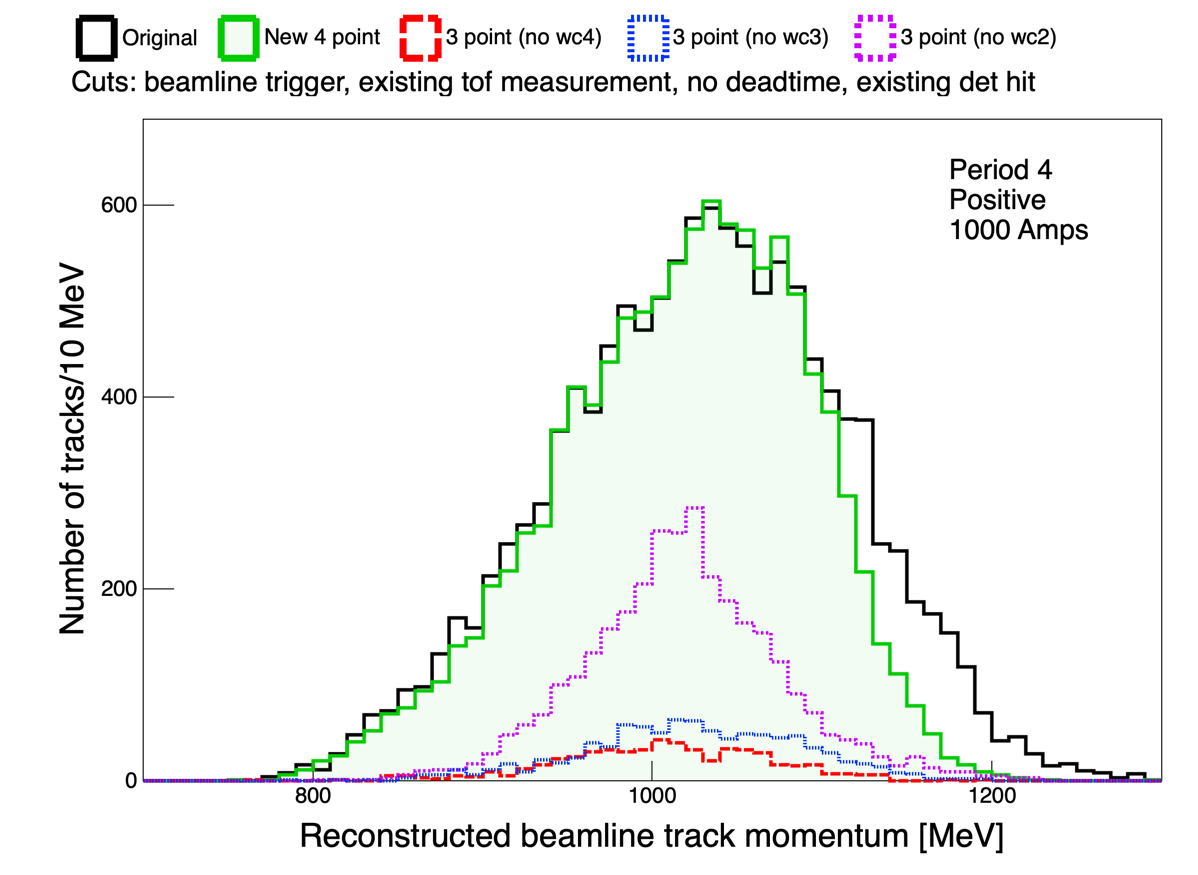 Original New 4 point 3 point (no wc4) 3 point (no wc3) 3 point (no wc2)
Cuts: beamline trigger, existing tof measurement, no deadtime, existing det hit
Period 4
Positive
1000 Amps
600
400
200
0
800 1000 1200
Number of tracks/10 MeV
Reconstructed beamline track momentum [MeV]